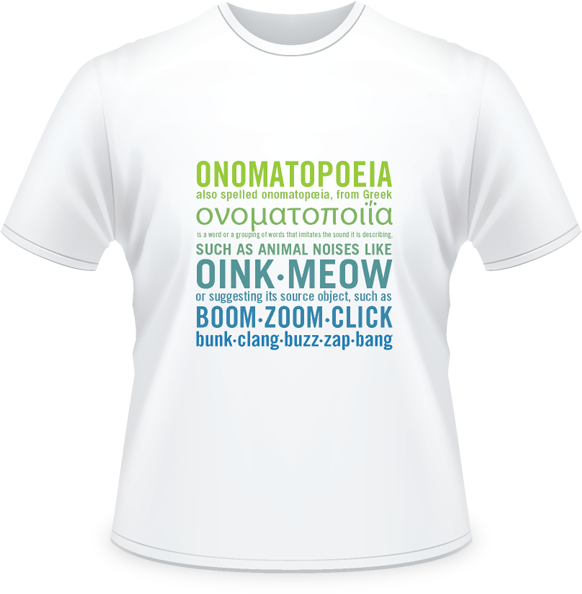 ONOMATOPOEIA
also spelled onomatopœia, from Greek
ονοματοποιΐα
is a word or a grouping of words that imitates the sound it is describing,
SUCH AS ANIMAL NOISES LIKE
OINK·MEOW
or suggesting its source object, such as
BOOM·ZOOM·CLICK
bunk·clang·buzz·zap·bang